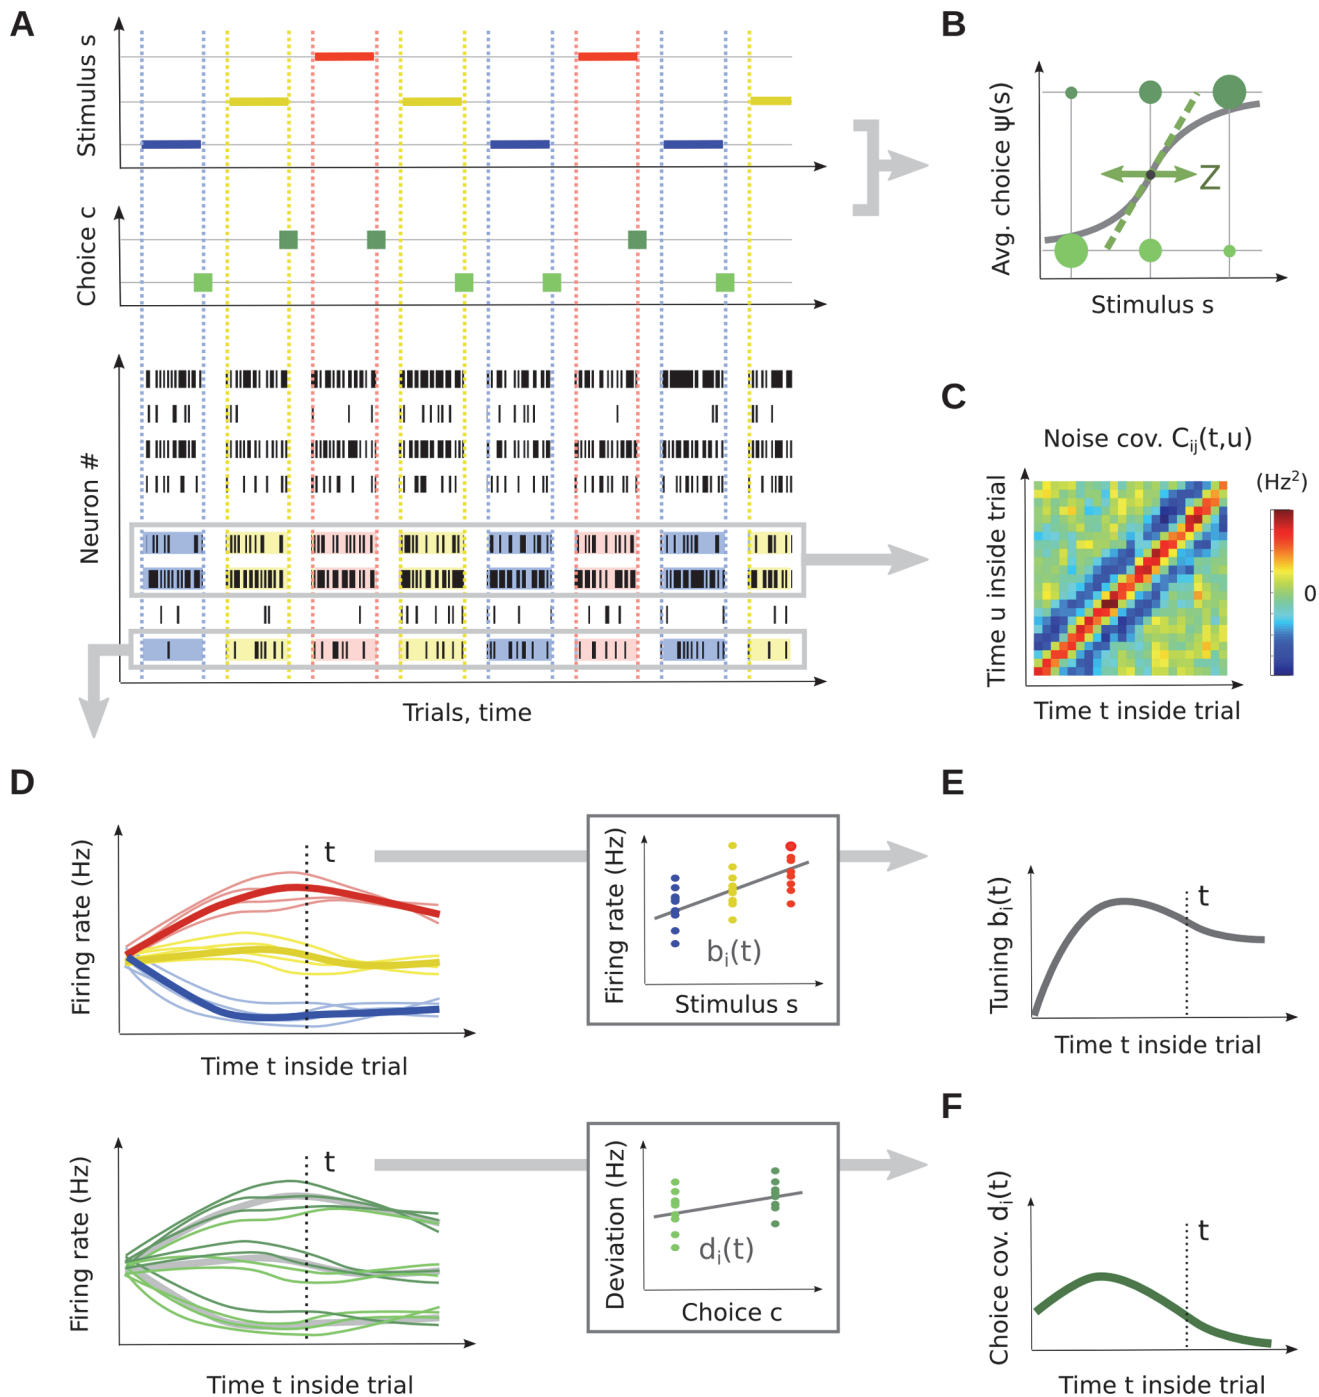 A
Stimulus s
Choice c
Neuron #
Trials, time
B
Avg. choice ψ(s)
Z
Stimulus s
C
Noise cov. Cij(t,u)
(Hz²)
0
Time u inside trial
Time t inside trial
D
Firing rate (Hz)
t
Time t inside trial
Firing rate (Hz)
bi(t)
Stimulus s
E
Tuning bi(t)
t
Time t inside trial
Firing rate (Hz)
t
Time t inside trial
Deviation (Hz)
di(t)
Choice c
F
Choice cov. di(t)
t
Time t inside trial